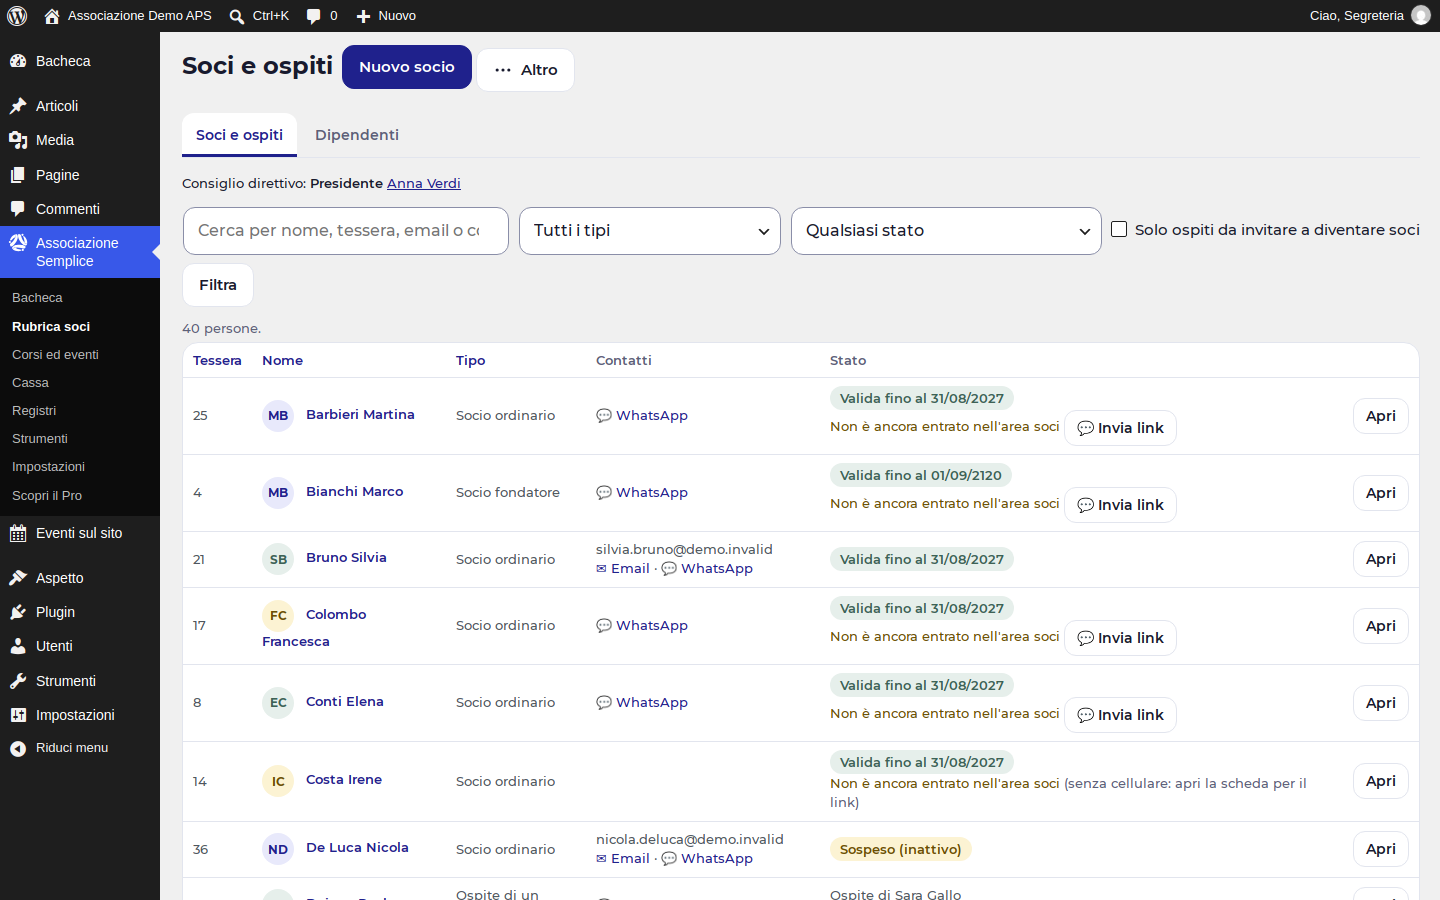 Associazione Demo APS
Ctrl+K
0
Nuovo
Ciao, Segreteria
Bacheca
Articoli
Media
Pagine
Commenti
Associazione
Semplice
Bacheca
Rubrica soci
Corsi ed eventi
Cassa
Registri
Strumenti
Impostazioni
Scopri il Pro
Eventi sul sito
Aspetto
Plugin
Utenti
Strumenti
Impostazioni
Riduci menu
Soci e ospiti
Nuovo socio
Altro
Soci e ospiti
Dipendenti
Consiglio direttivo: Presidente Anna Verdi
Cerca per nome, tessera, email o
Tutti i tipi
Qualsiasi stato
Solo ospiti da invitare a diventare soci
Filtra
40 persone.
Tessera Nome Tipo Contatti Stato
25 MB Barbieri Martina Socio ordinario WhatsApp Valida fino al 31/08/2027
Non è ancora entrato nell'area soci Invia link Apri
4 MB Bianchi Marco Socio fondatore WhatsApp Valida fino al 01/09/2120
Non è ancora entrato nell'area soci Invia link Apri
21 SB Bruno Silvia Socio ordinario silvia.bruno@demo.invalid
Email · WhatsApp Valida fino al 31/08/2027 Apri
17 FC Colombo
Francesca Socio ordinario WhatsApp Valida fino al 31/08/2027
Non è ancora entrato nell'area soci Invia link Apri
8 EC Conti Elena Socio ordinario WhatsApp Valida fino al 31/08/2027
Non è ancora entrato nell'area soci Invia link Apri
14 IC Costa Irene Socio ordinario Valida fino al 31/08/2027
Non è ancora entrato nell'area soci (senza cellulare: apri la scheda per il
link) Apri
36 ND De Luca Nicola Socio ordinario nicola.deluca@demo.invalid
Email · WhatsApp Sospeso (inattivo) Apri
Ospite di un
Ospite di Sara Gallo